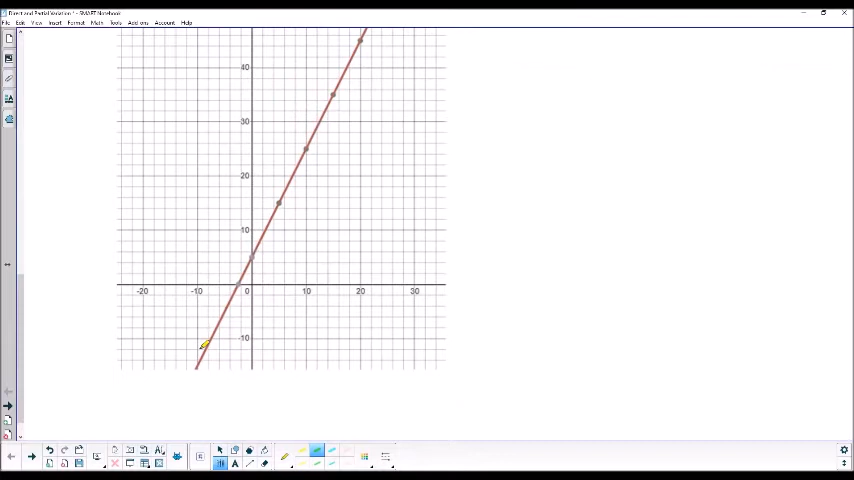 Direct and Partial Variation * - SMART Notebook
File Edit View Insert Format Math Tools Add-ons Account Help
40
30
20
10
-20 -10 0 10 20 30
-10
A
A